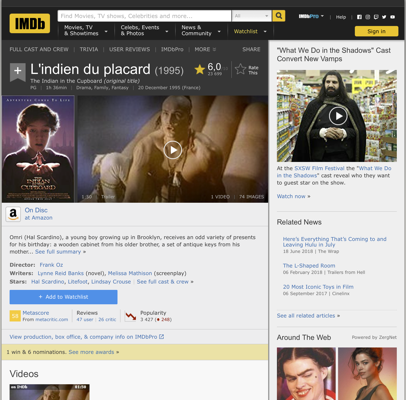 IMDb
Find Movies, TV shows, Celebrities and more...
All
IMDbPro
Help
Movies, TV
& Showtimes
Celebs, Events
& Photos
News &
Community
Watchlist
Sign in
FULL CAST AND CREW
TRIVIA
USER REVIEWS
IMDbPro
MORE
SHARE
L'indien du placard (1995)
The Indian in the Cupboard (original title)
PG | 1h 36min | Drama, Family, Fantasy | 20 December 1995 (France)
6,0
Rate
This
THE
INDIAN
IN THE
CUPBOARD
1:50 Trailer
1 VIDEO | 74 IMAGES
On Disc
at Amazon
Omri (Hal Scardino), a young boy growing up in Brooklyn, receives an odd variety of presents
for his birthday: a wooden cabinet from his older brother, a set of antique keys from his
mother... See full summary »
Director: Frank Oz
Writers: Lynne Reid Banks (novel), Melissa Mathison (screenplay)
Stars: Hal Scardino, Litefoot, Lindsay Crouse | See full cast & crew »
+ Add to Watchlist
Metascore
From metacritic.com
Reviews
47 user | 26 critic
Popularity
3 427 (248)
View production, box office, & company info on IMDbPro
1 win & 6 nominations. See more awards »
Videos
"What We Do in the Shadows" Cast
Convert New Vamps
At the SXSW Film Festival the "What We Do
in the Shadows" cast reveal who they want
to guest star on the show.
Watch now »
Related News
Here's Everything That's Coming to and
Leaving Hulu in July
18 June 2018 | The Wrap
The L-Shaped Room
06 February 2018 | Trailers from Hell
20 Most Iconic Toys in Film
06 September 2017 | Cinelinx
See all related articles »
Around The Web
Powered by ZergNet